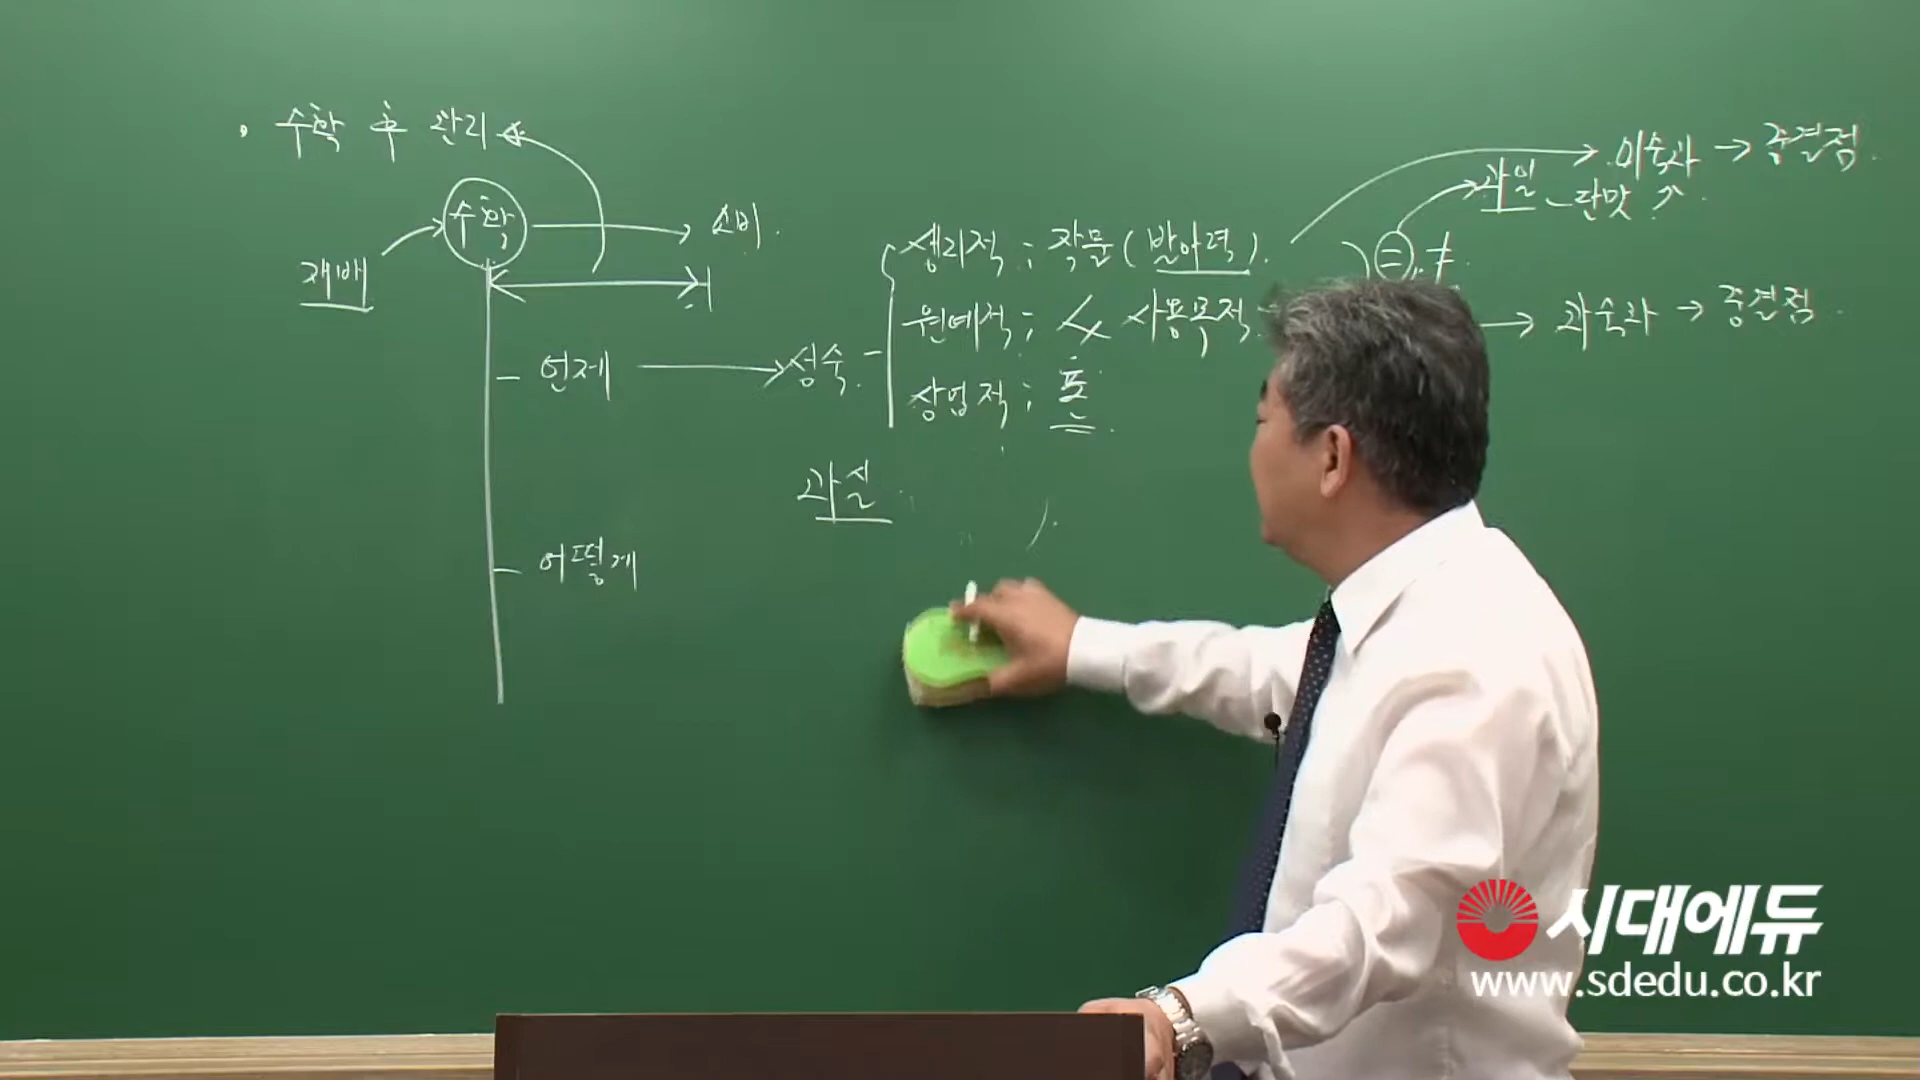 · 수확 후 관리
재배 → 수확 → 소비.
- 언제 → 성숙.
생리적 ; 작물 (발아력).
= , ≠ .
과일 - 단맛 ↗ .
→ 미숙과 → 종결점.
원예적 ; 人 사용목적
→ 과숙과 → 종결점.
상업적 ; 돈.
과실
- 어떻게
시대에듀
www.sdedu.co.kr